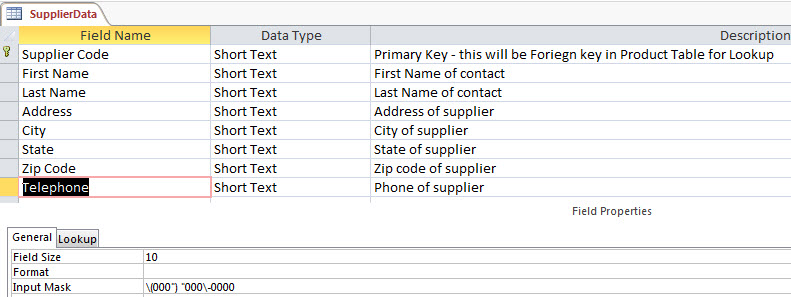 SupplierData
Field Name Data Type Description
Supplier Code Short Text Primary Key - this will be Foriegn key in Product Table for Lookup
First Name Short Text First Name of contact
Last Name Short Text Last Name of contact
Address Short Text Address of supplier
City Short Text City of supplier
State Short Text State of supplier
Zip Code Short Text Zip code of supplier
Telephone Short Text Phone of supplier
Field Properties
General Lookup
Field Size 10
Format
Input Mask \(000") "000\-0000